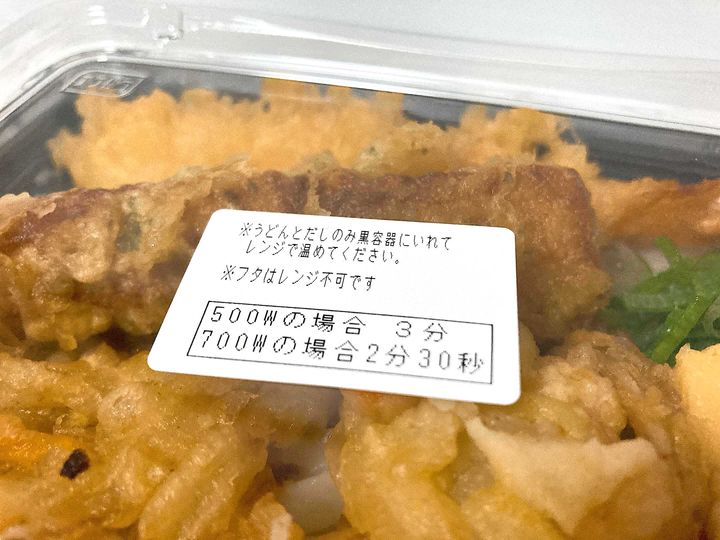 ※うどんとだしのみ黒容器にいれて
レンジで温めてください。
※フタはレンジ不可です
500Wの場合 3分
700Wの場合2分30秒